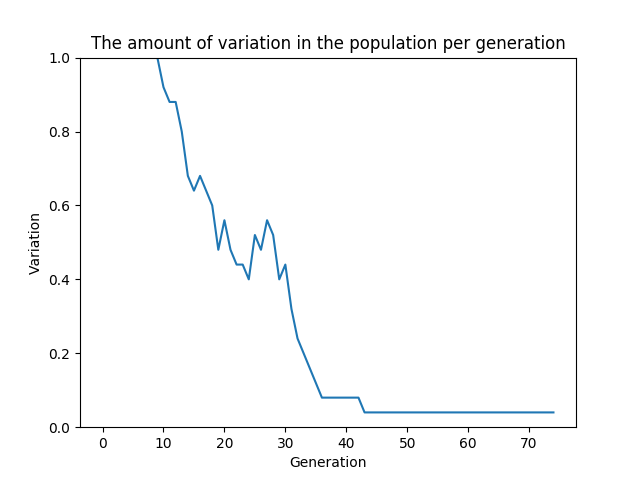 The amount of variation in the population per generation
1.0
0.8
0.6
0.4
0.2
0.0
Variation
0 10 20 30 40 50 60 70
Generation